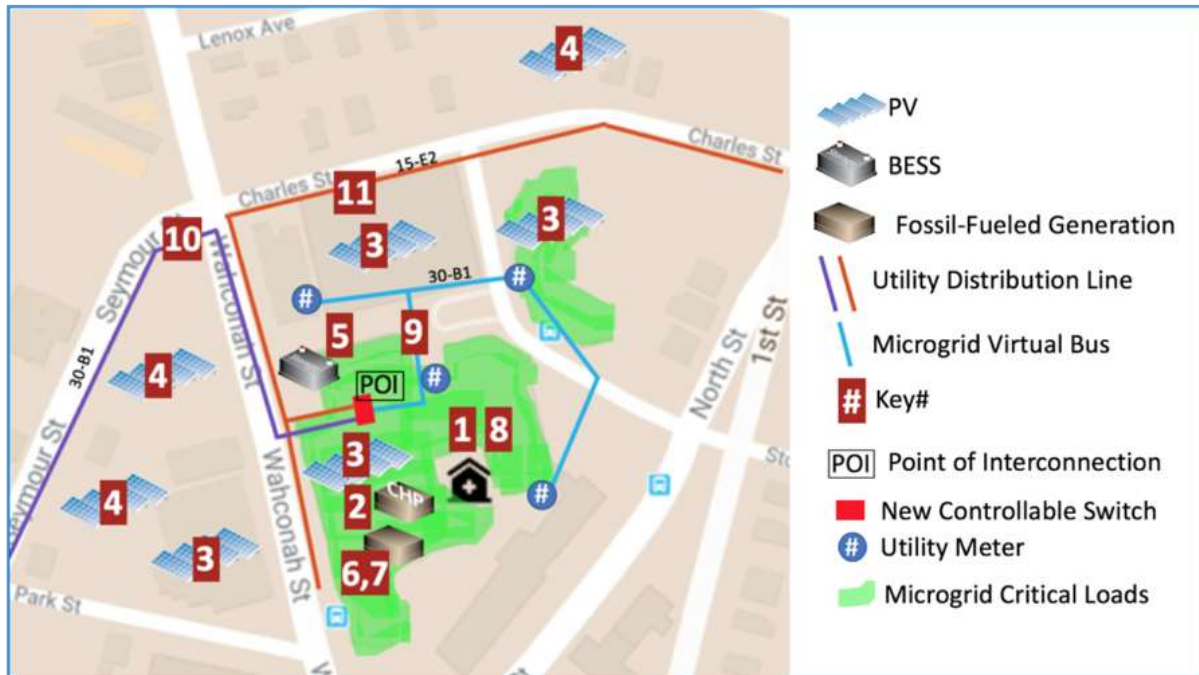 Lenox Ave
4
Charles St
15-E2
Charles St
11
3
3
10
Seymour St
Wahconah St
30-B1
#
#
5
9
30-B1
4
POI
#
North St
1st St
1 8
3
CHP
2
#
4
3
6,7
Seymour St
Wahconah St
Park St
PV
BESS
Fossil-Fueled Generation
Utility Distribution Line
Microgrid Virtual Bus
# Key#
POI Point of Interconnection
New Controllable Switch
# Utility Meter
Microgrid Critical Loads